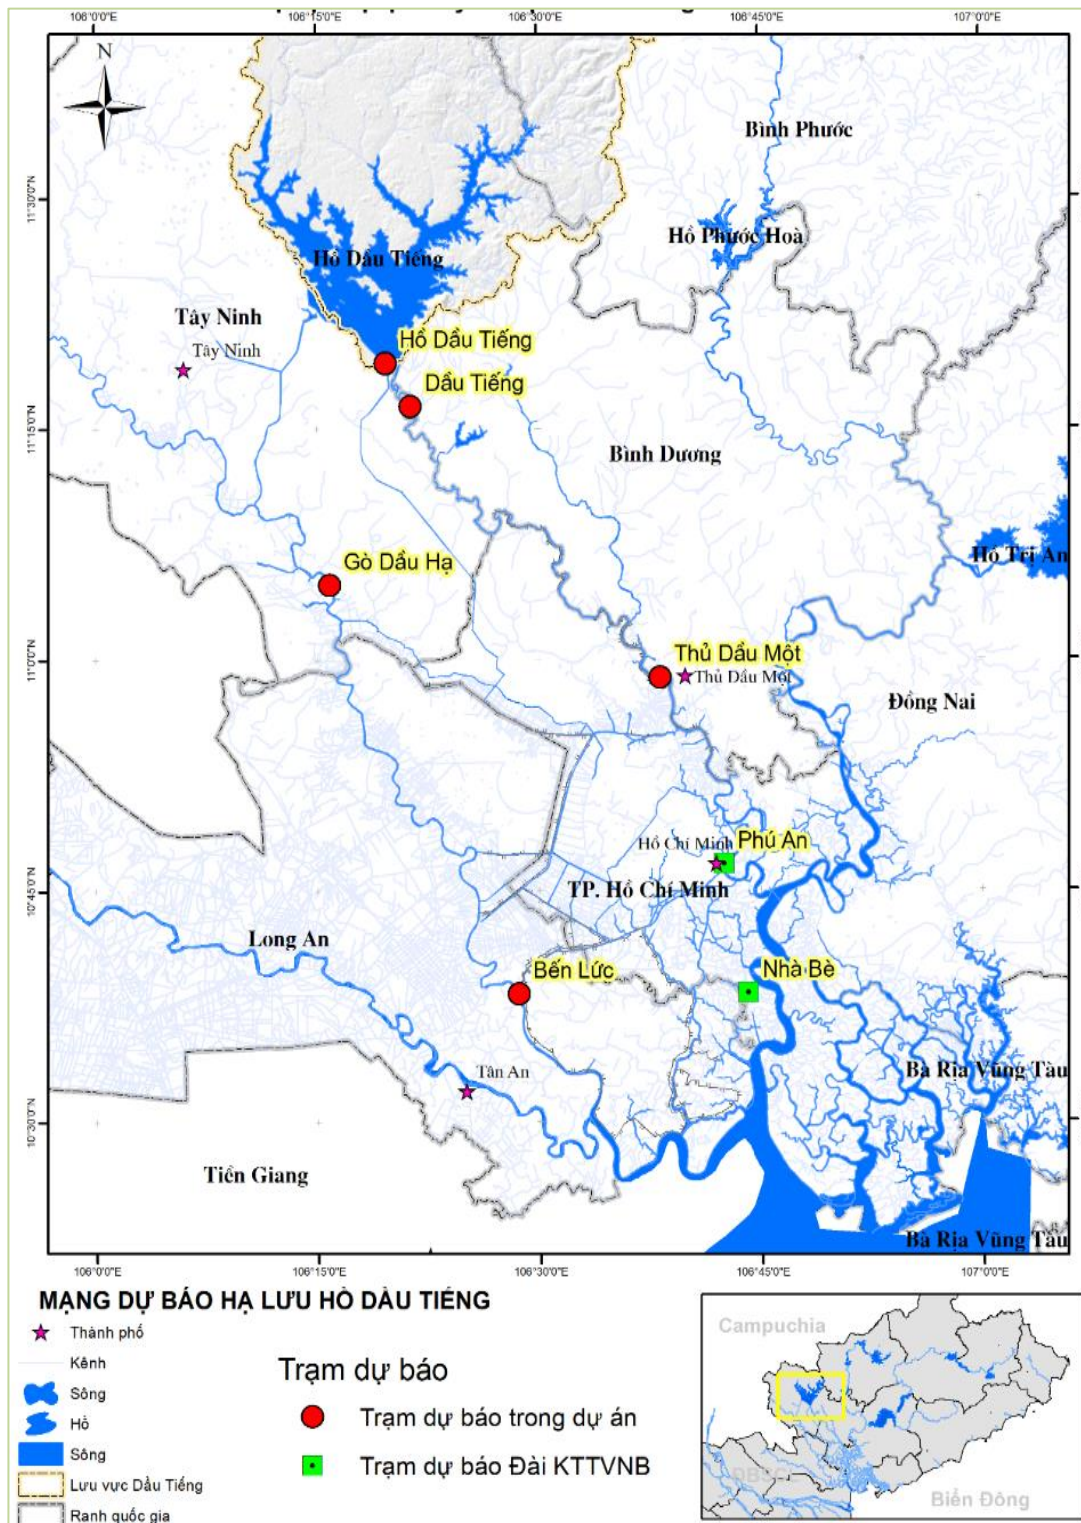 106°0'0"E 106°15'0"E 106°30'0"E 106°45'0"E 107°0'0"E
N
Bình Phước
11°30'0"N
Hồ Phước Hoà
Hồ Dầu Tiếng
Tây Ninh
Hồ Dầu Tiếng
Tây Ninh
Dầu Tiếng
11°15'0"N
Bình Dương
Hồ Trị An
Gò Dầu Hạ
11°0'0"N
Thủ Dầu Một
Thủ Dầu Một
Đồng Nai
Phú An
Hồ Chí Minh
10°45'0"N
TP. Hồ Chí Minh
Long An
Bến Lức
Nhà Bè
Tân An
Bà Rịa Vũng Tàu
10°30'0"N
Tiền Giang
Bà Rịa Vũng Tàu
106°0'0"E 106°15'0"E 106°30'0"E 106°45'0"E 107°0'0"E
MẠNG DỰ BÁO HẠ LƯU HỒ DẦU TIẾNG
Thành phố
Kênh
Sông
Hồ
Sông
Lưu vực Dầu Tiếng
Ranh quốc gia
Trạm dự báo
Trạm dự báo trong dự án
Trạm dự báo Đài KTTVNB
Campuchia
ĐBSCL
Biển Đông